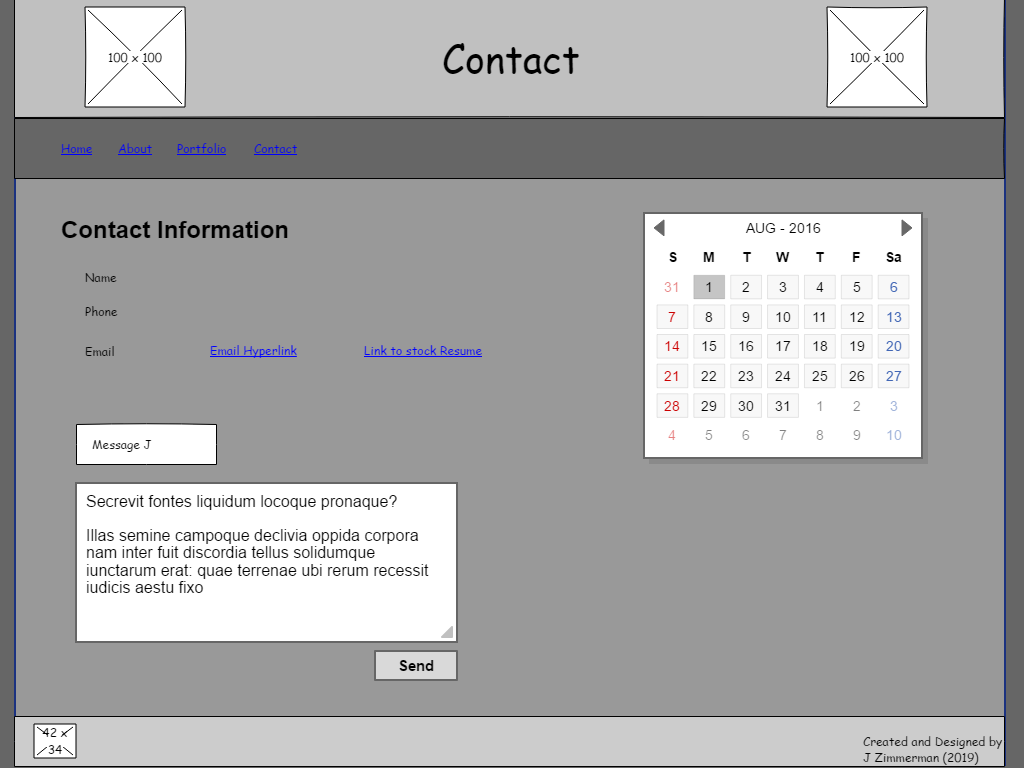 100 x 100
Contact
100 x 100
Home About Portfolio Contact
Contact Information
Name
Phone
Email Email Hyperlink Link to stock Resume
AUG - 2016
S M T W T F Sa
31 1 2 3 4 5 6
7 8 9 10 11 12 13
14 15 16 17 18 19 20
21 22 23 24 25 26 27
28 29 30 31 1 2 3
4 5 6 7 8 9 10
Message J
Secrevit fontes liquidum locoque pronaque?
Illas semine campoque declivia oppida corpora
nam inter fuit discordia tellus solidumque
iunctarum erat: quae terrenae ubi rerum recessit
iudicis aestu fixo
Send
42 x
34
Created and Designed by
J Zimmerman (2019)